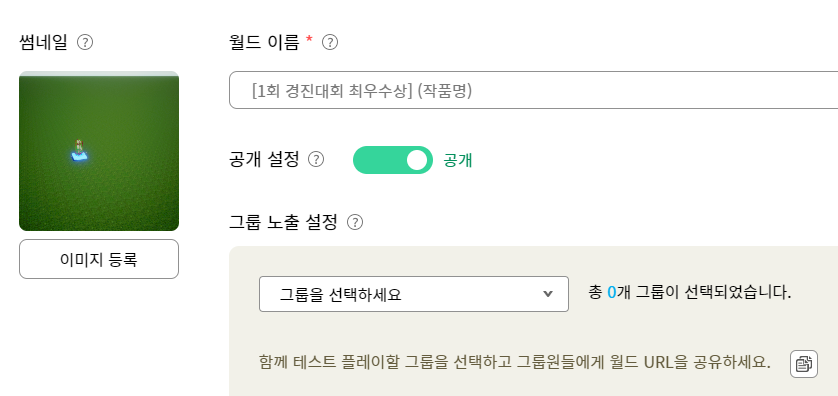 썸네일 ?
월드 이름 * ?
[1회 경진대회 최우수상] (작품명)
공개 설정 ? 공개
그룹 노출 설정 ?
이미지 등록
그룹을 선택하세요
총 0개 그룹이 선택되었습니다.
함께 테스트 플레이할 그룹을 선택하고 그룹원들에게 월드 URL을 공유하세요.